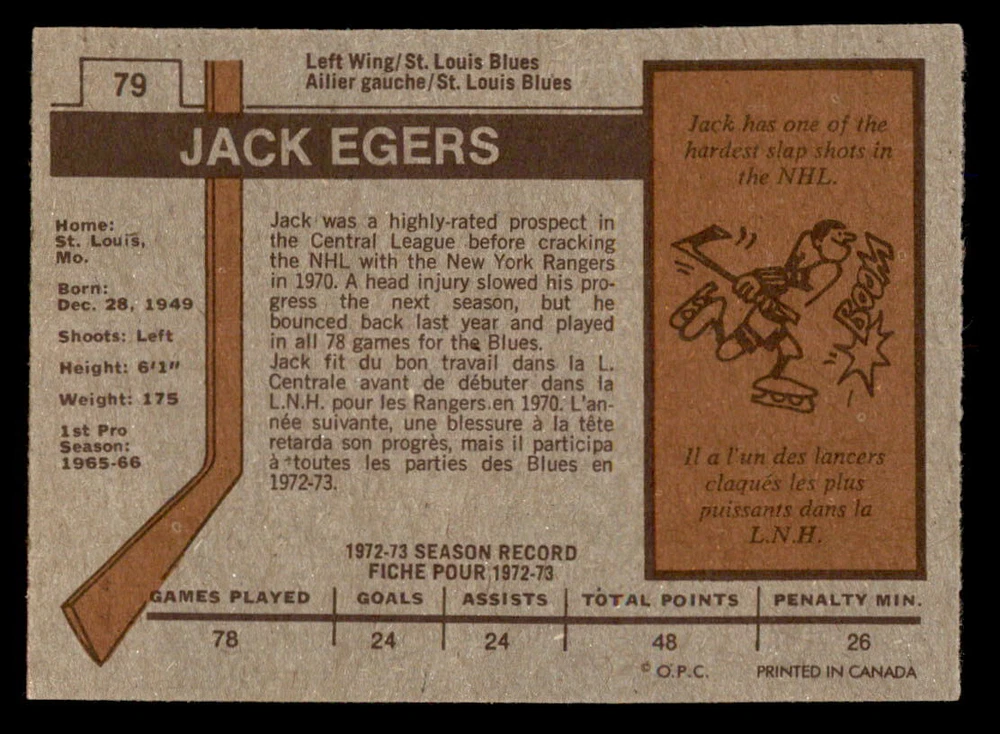 79
Left Wing/St. Louis Blues
Ailier gauche/St. Louis Blues
JACK EGERS
Home:
St. Louis,
Mo.
Born:
Dec. 28, 1949
Shoots: Left
Height: 6'1"
Weight: 175
1st Pro
Season:
1965-66
Jack was a highly-rated prospect in
the Central League before cracking
the NHL with the New York Rangers
in 1970. A head injury slowed his pro-
gress the next season, but he
bounced back last year and played
in all 78 games for the Blues.
Jack fit du bon travail dans la L.
Centrale avant de débuter dans la
L.N.H. pour les Rangers en 1970. L'an-
née suivante, une blessure à la tête
retarda son progrès, mais il participa
à toutes les parties des Blues en
1972-73.
Jack has one of the
hardest slap shots in
the NHL.
BOOM
Il a l'un des lancers
claqués les plus
puissants dans la
L.N.H.
1972-73 SEASON RECORD
FICHE POUR 1972-73
GAMES PLAYED GOALS ASSISTS TOTAL POINTS PENALTY MIN.
78 24 24 48 26
© O.P.C. PRINTED IN CANADA